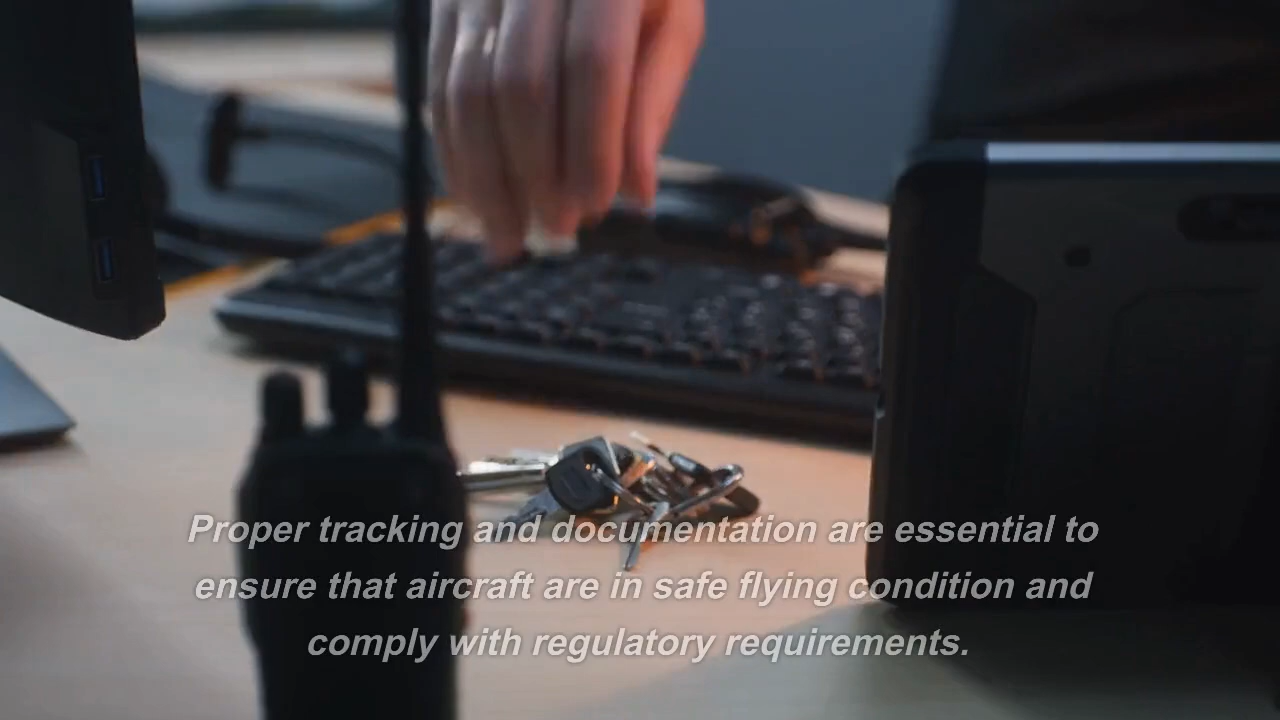 Proper tracking and documentation are essential to
ensure that aircraft are in safe flying condition and
comply with regulatory requirements.